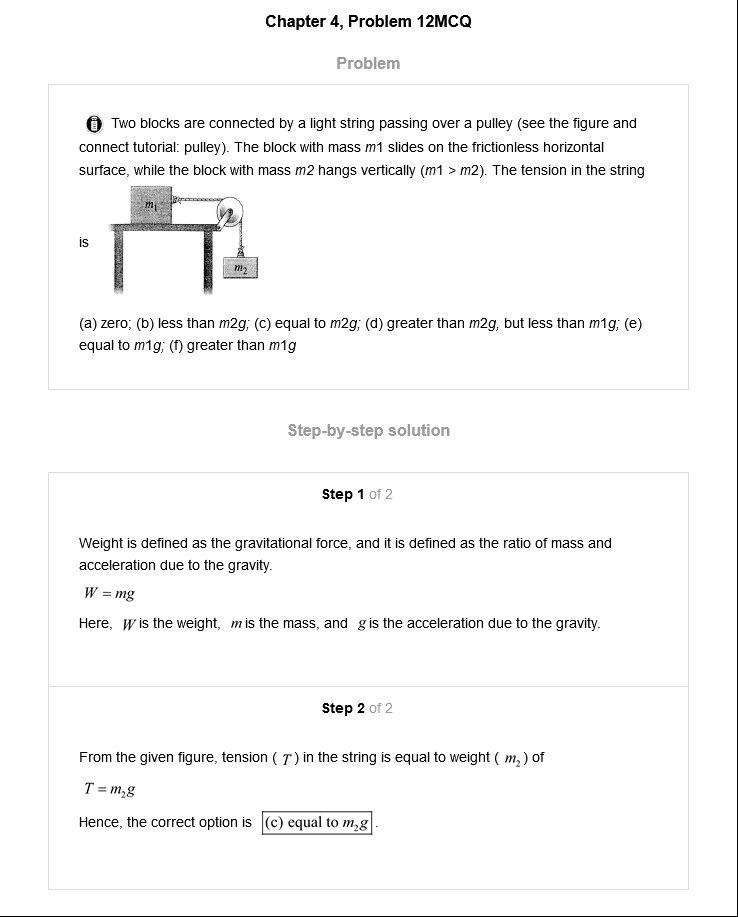 Chapter 4, Problem 12MCQ
Problem
Two blocks are connected by a light string passing over a pulley (see the figure and
connect tutorial: pulley). The block with mass m1 slides on the frictionless horizontal
surface, while the block with mass m2 hangs vertically (m1 > m2). The tension in the string
m₁
is
m₂
(a) zero; (b) less than m2g; (c) equal to m2g; (d) greater than m2g, but less than m1g; (e)
equal to m1g; (f) greater than m1g
Step-by-step solution
Step 1 of 2
Weight is defined as the gravitational force, and it is defined as the ratio of mass and
acceleration due to the gravity.
W = mg
Here, W is the weight, m is the mass, and g is the acceleration due to the gravity.
Step 2 of 2
From the given figure, tension ( T ) in the string is equal to weight ( m₂ ) of
T = m₂g
Hence, the correct option is (c) equal to m₂g .